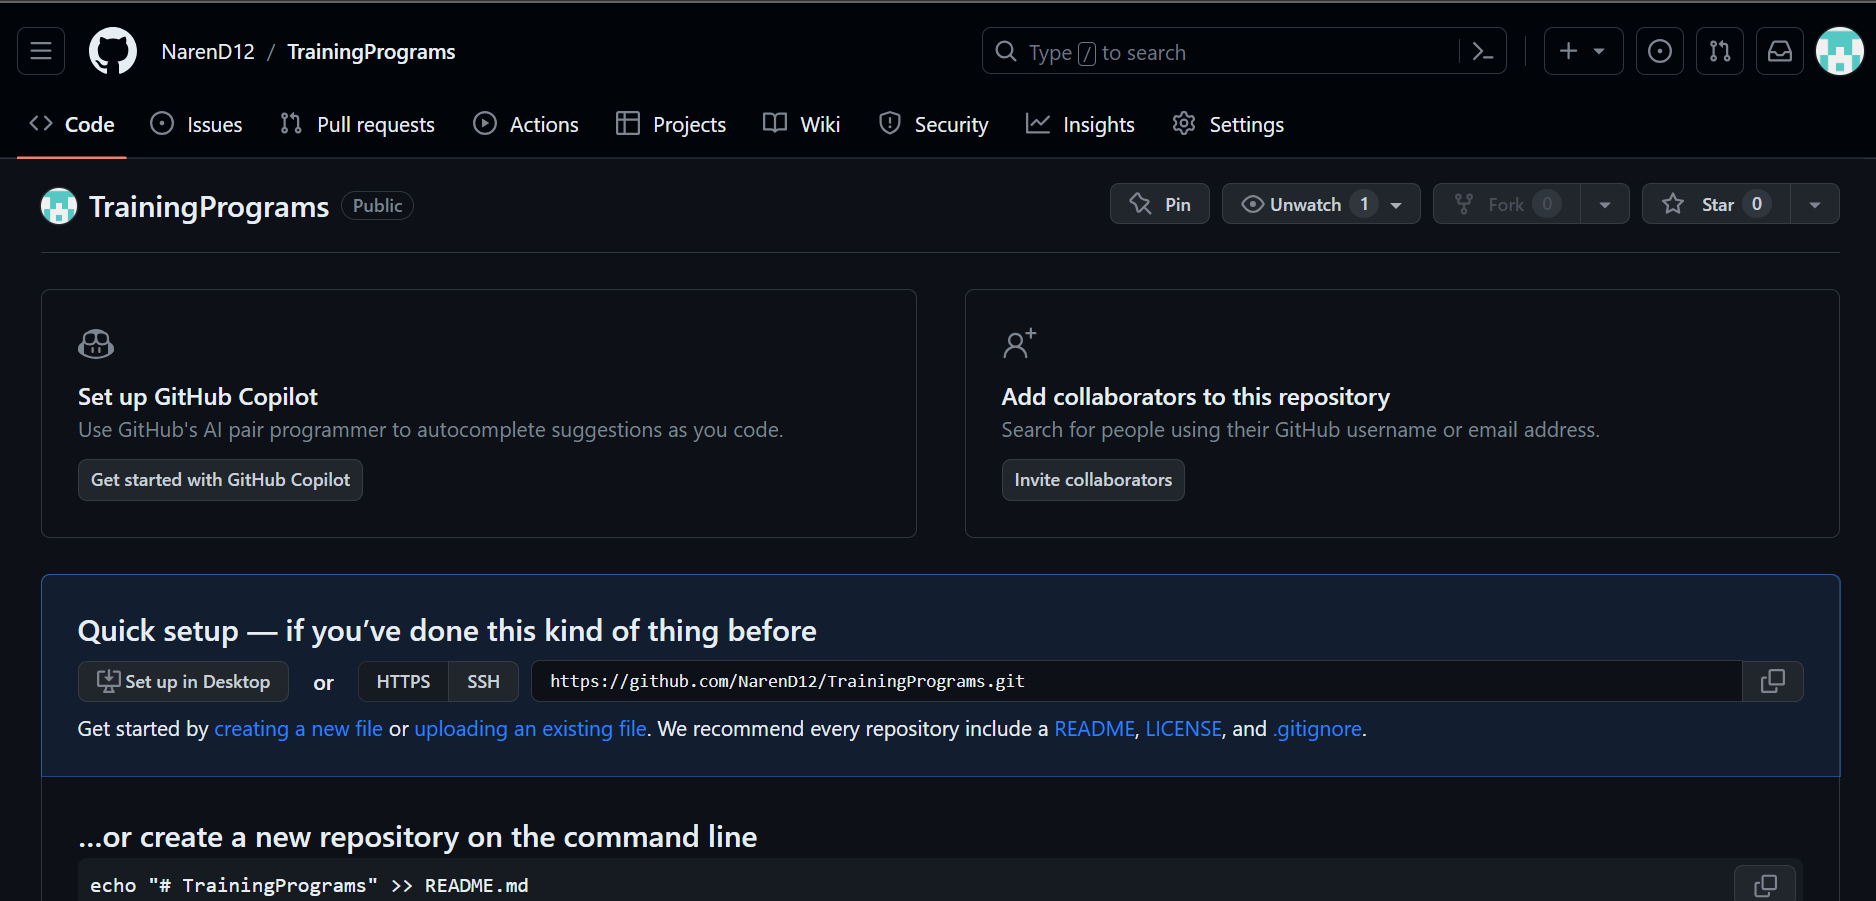 NarenD12 / TrainingPrograms
Type / to search
Code Issues Pull requests Actions Projects Wiki Security Insights Settings
TrainingPrograms Public
Pin Unwatch 1 Fork 0 Star 0
Set up GitHub Copilot
Use GitHub's AI pair programmer to autocomplete suggestions as you code.
Get started with GitHub Copilot
Add collaborators to this repository
Search for people using their GitHub username or email address.
Invite collaborators
Quick setup — if you’ve done this kind of thing before
Set up in Desktop or HTTPS SSH https://github.com/NarenD12/TrainingPrograms.git
Get started by creating a new file or uploading an existing file. We recommend every repository include a README, LICENSE, and .gitignore.
…or create a new repository on the command line
echo "# TrainingPrograms" >> README.md